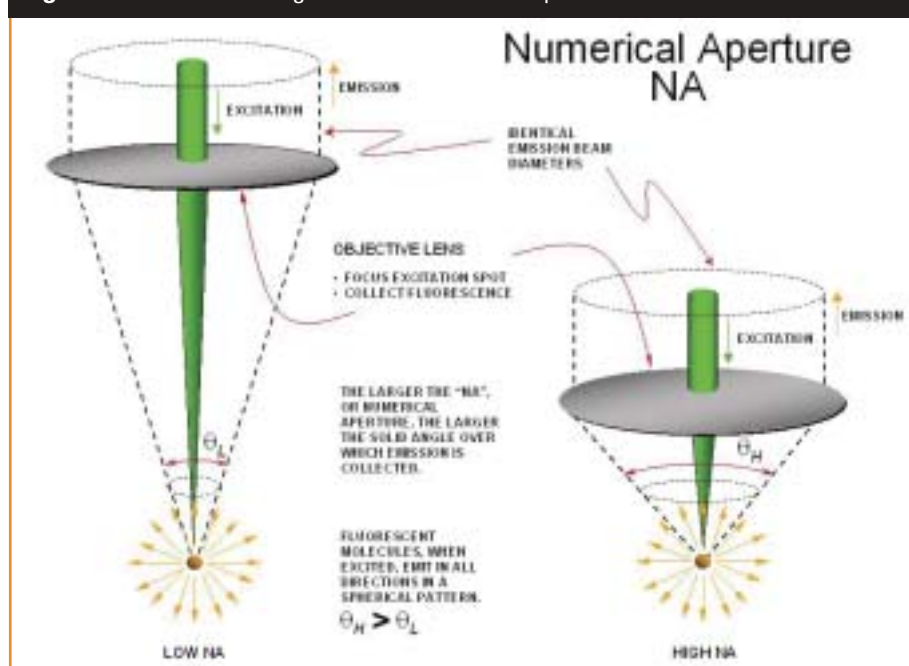 Numerical Aperture
NA
EMISSION
EXCITATION
IDENTICAL
EMISSION BEAM
DIAMETERS
OBJECTIVE LENS
• FOCUS EXCITATION SPOT
• COLLECT FLUORESCENCE
EMISSION
EXCITATION
THE LARGER THE "NA",
OR NUMERICAL
APERTURE, THE LARGER
THE SOLID ANGLE OVER
WHICH EMISSION IS
COLLECTED.
θL
θH
FLUORESCENT
MOLECULES, WHEN
EXCITED, EMIT IN ALL
DIRECTIONS IN A
SPHERICAL PATTERN.
θH > θL
LOW NA
HIGH NA